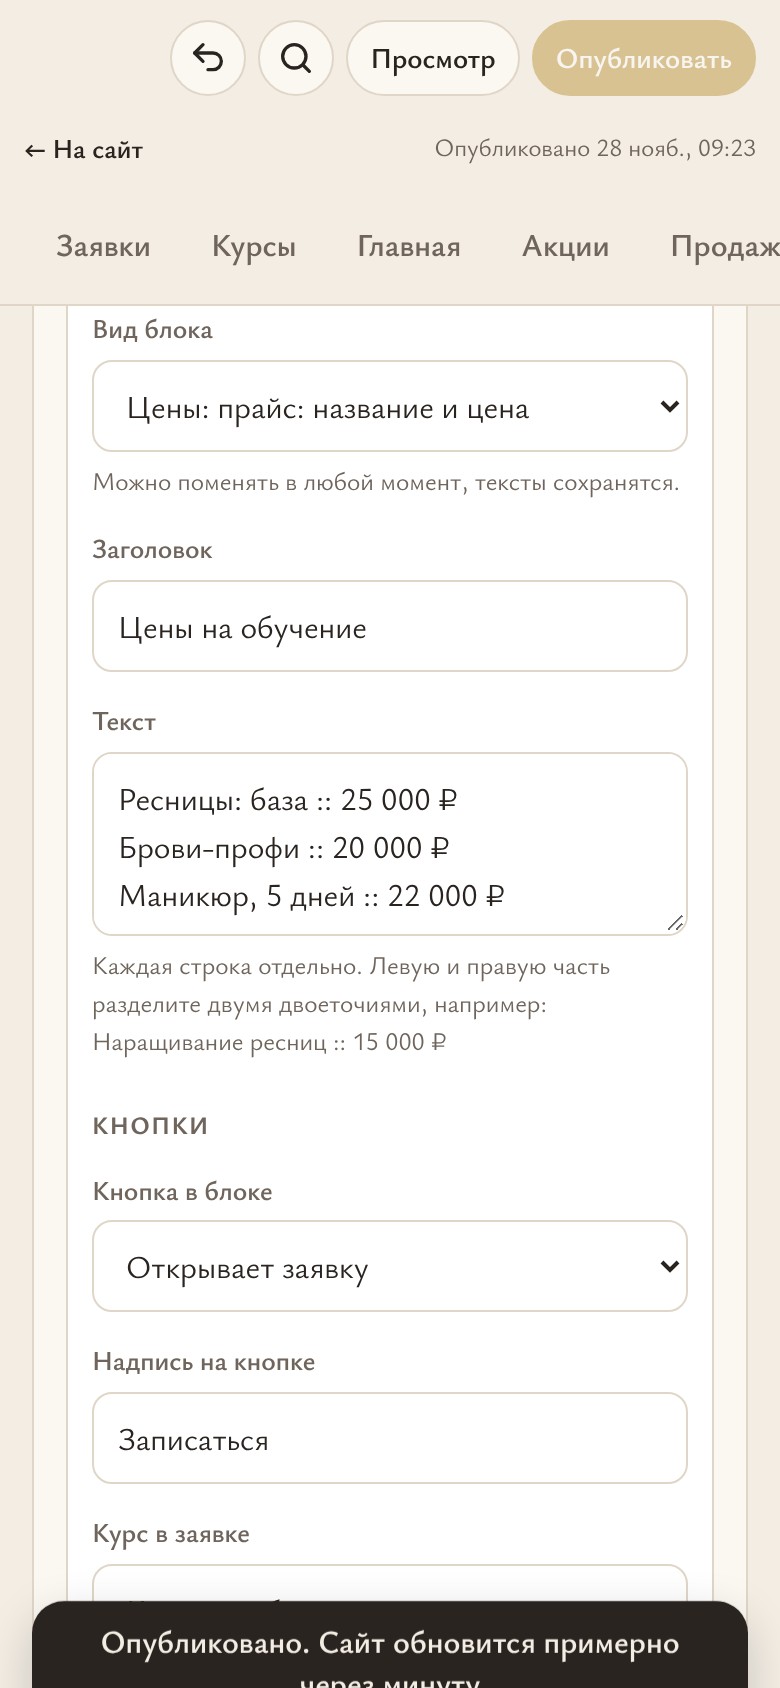 Просмотр
Опубликовать
← На сайт
Опубликовано 28 нояб., 09:23
Заявки
Курсы
Главная
Акции
Продаж
Вид блока
Цены: прайс: название и цена
Можно поменять в любой момент, тексты сохранятся.
Заголовок
Цены на обучение
Текст
Ресницы: база :: 25 000 ₽
Брови-профи :: 20 000 ₽
Маникюр, 5 дней :: 22 000 ₽
Каждая строка отдельно. Левую и правую часть
разделите двумя двоеточиями, например:
Наращивание ресниц :: 15 000 ₽
КНОПКИ
Кнопка в блоке
Открывает заявку
Надпись на кнопке
Записаться
Курс в заявке
Опубликовано. Сайт обновится примерно
через минуту